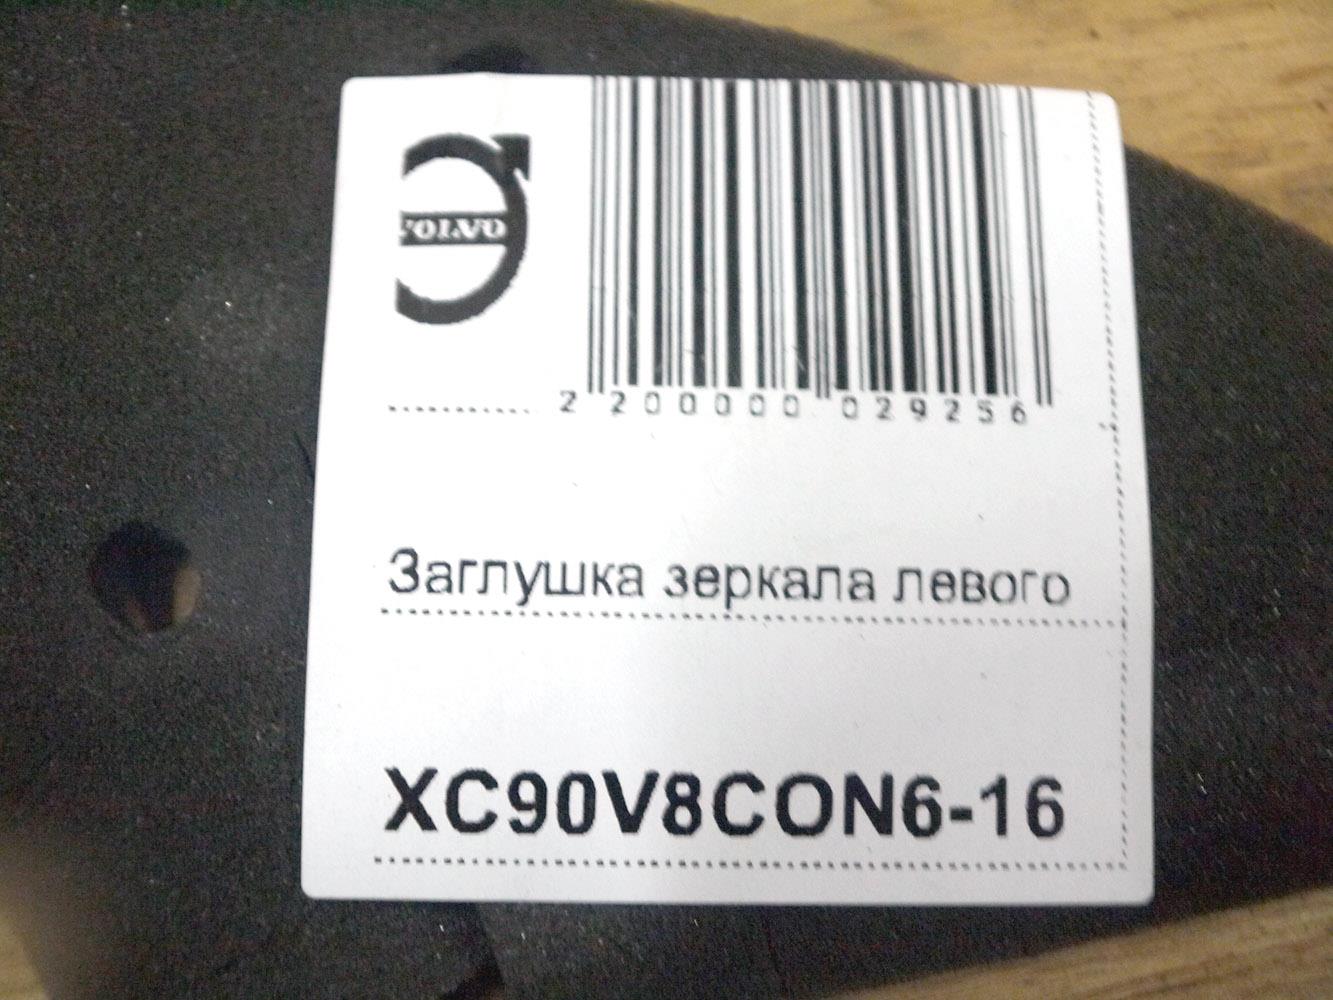 VOLVO
2 200000 029256
Заглушка зеркала левого
XC90V8CON6-16